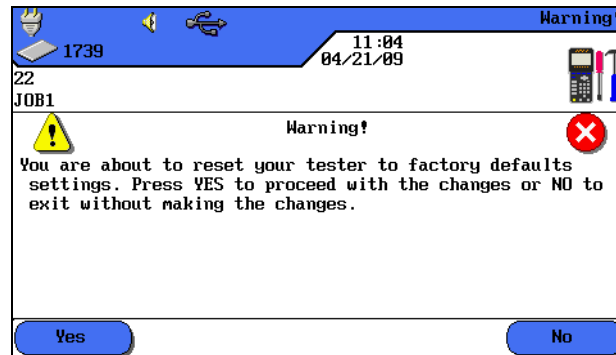 Warning!
1739
11:04
04/21/09
22
JOB1
Warning!
You are about to reset your tester to factory defaults
settings. Press YES to proceed with the changes or NO to
exit without making the changes.
Yes
No